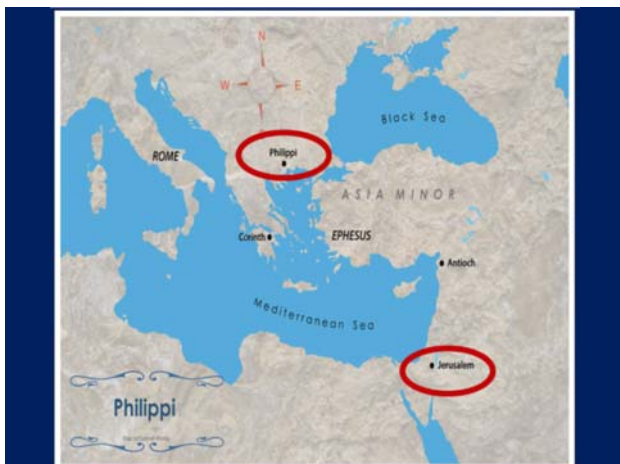 N
W
E
Black Sea
ROME
Philippi
ASIA MINOR
Corinth
EPHESUS
Antioch
Mediterranean Sea
Jerusalem
Philippi